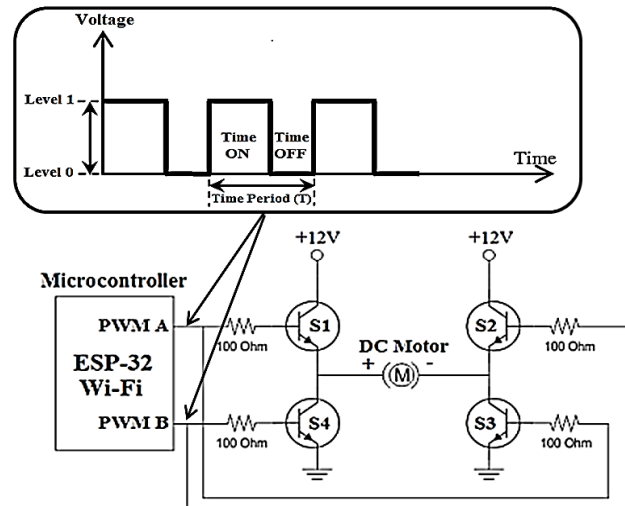 Voltage
Level 1
Time ON
Time OFF
Level 0
Time
Time Period (T)
+12V
+12V
Microcontroller
PWM A
S1
S2
100 Ohm
100 Ohm
DC Motor
ESP-32
Wi-Fi
+ M -
PWM B
S4
S3
100 Ohm
100 Ohm